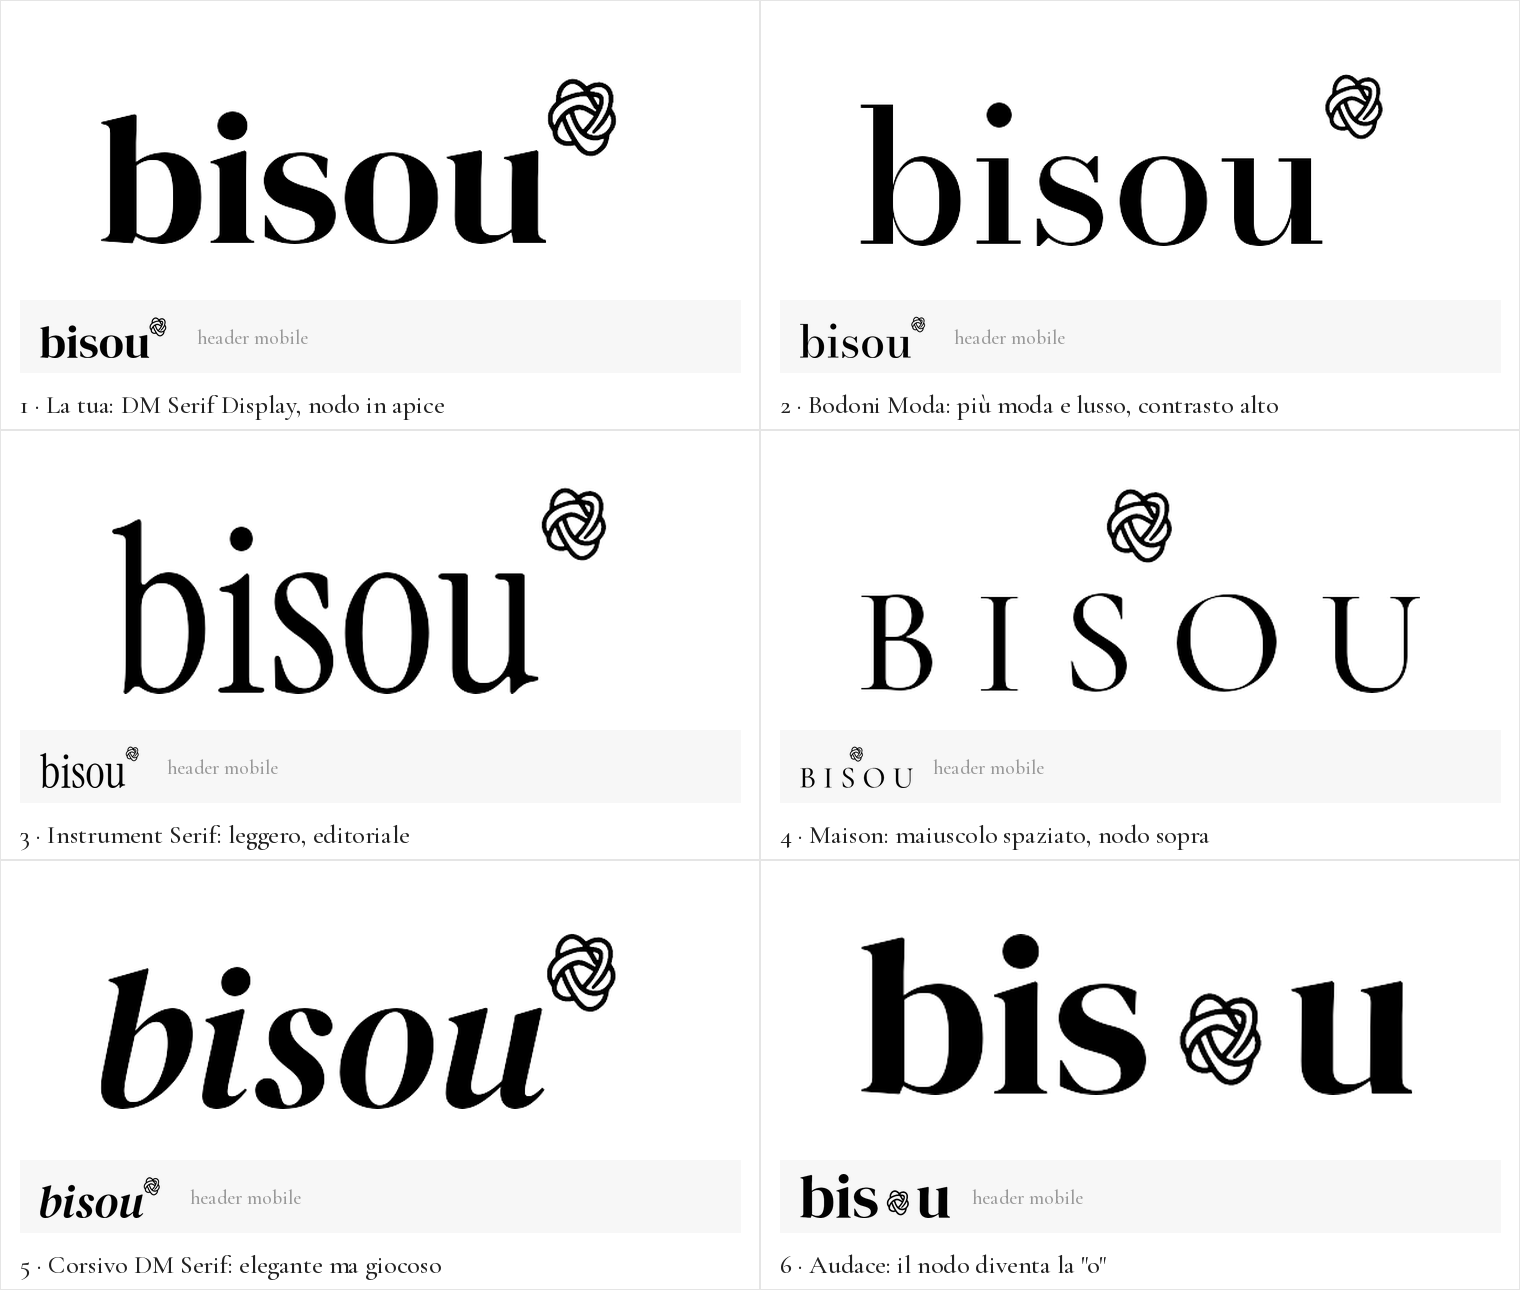 bisou
bisou header mobile
1 · La tua: DM Serif Display, nodo in apice
bisou
bisou header mobile
2 · Bodoni Moda: più moda e lusso, contrasto alto
bisou
bisou header mobile
3 · Instrument Serif: leggero, editoriale
BISOU
BISOU header mobile
4 · Maison: maiuscolo spaziato, nodo sopra
bisou
bisou header mobile
5 · Corsivo DM Serif: elegante ma giocoso
bis u
bis u header mobile
6 · Audace: il nodo diventa la "o"